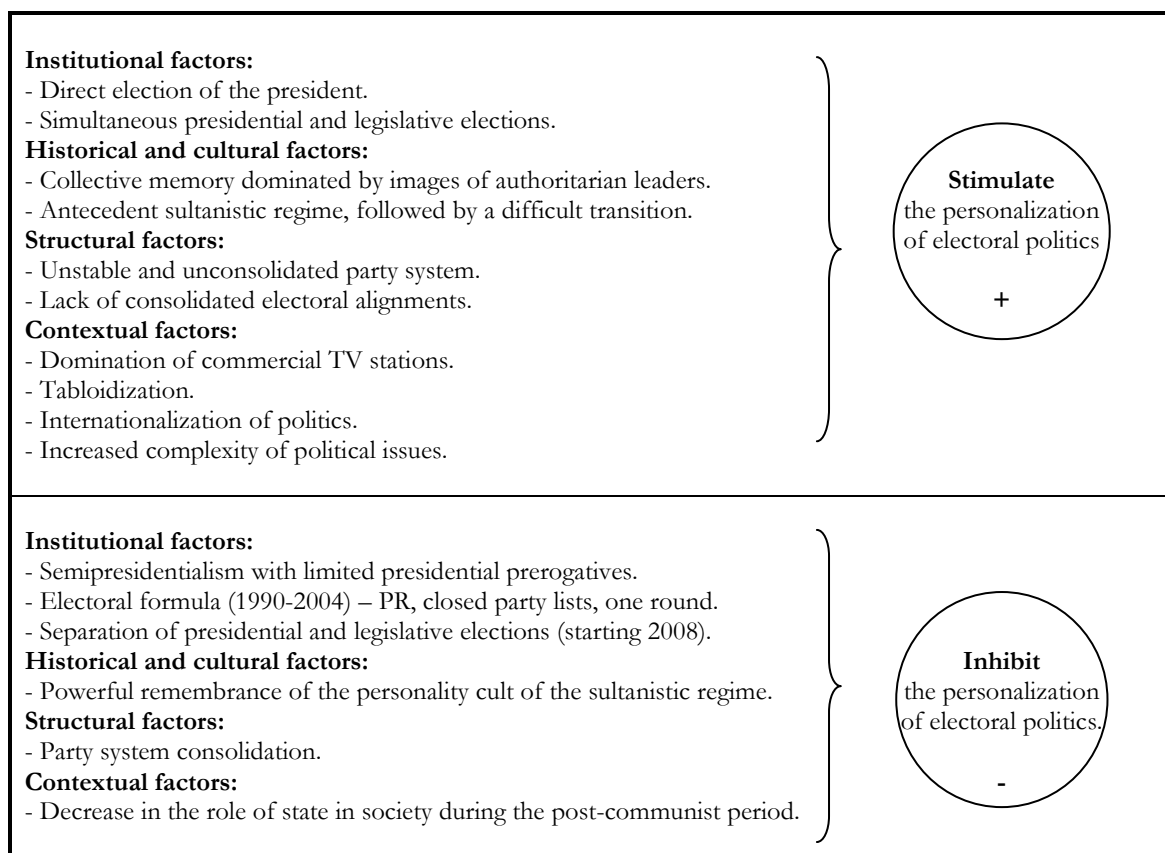 Institutional factors:
- Direct election of the president.
- Simultaneous presidential and legislative elections.
Historical and cultural factors:
- Collective memory dominated by images of authoritarian leaders.
- Antecedent sultanistic regime, followed by a difficult transition.
Structural factors:
- Unstable and unconsolidated party system.
- Lack of consolidated electoral alignments.
Contextual factors:
- Domination of commercial TV stations.
- Tabloidization.
- Internationalization of politics.
- Increased complexity of political issues.
Stimulate
the personalization
of electoral politics
+
Institutional factors:
- Semipresidentialism with limited presidential prerogatives.
- Electoral formula (1990-2004) – PR, closed party lists, one round.
- Separation of presidential and legislative elections (starting 2008).
Historical and cultural factors:
- Powerful remembrance of the personality cult of the sultanistic regime.
Structural factors:
- Party system consolidation.
Contextual factors:
- Decrease in the role of state in society during the post-communist period.
Inhibit
the personalization
of electoral politics.
-